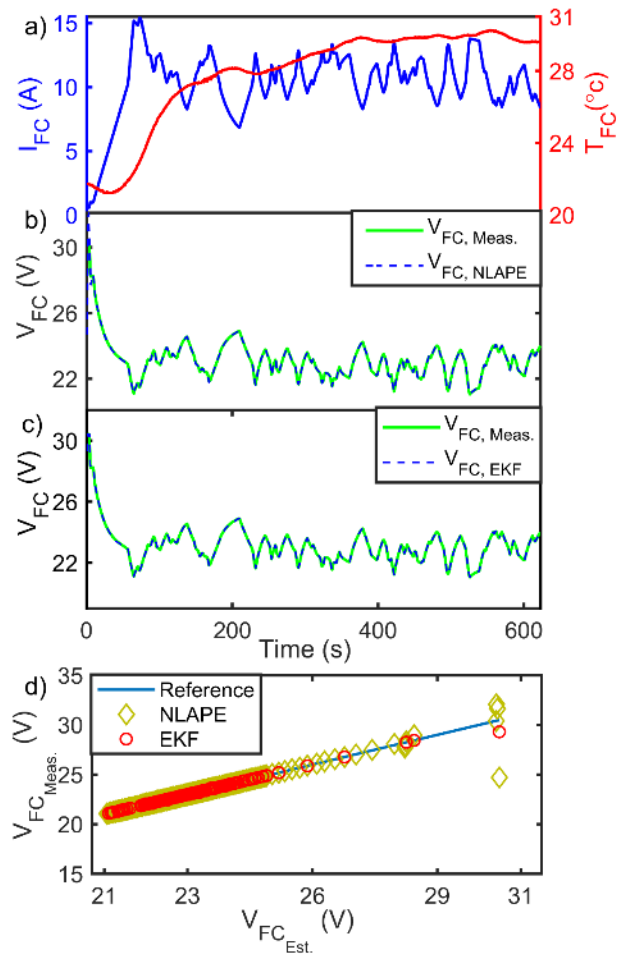 a)
15
10
5
0
I_FC (A)
31
28
24
20
T_FC (°c)
b)
30
26
22
V_FC (V)
V_FC, Meas.
V_FC, NLAPE
c)
30
26
22
V_FC (V)
V_FC, Meas.
V_FC, EKF
0 200 400 600
Time (s)
d)
35
30
25
20
15
V_FC_Meas. (V)
Reference
NLAPE
EKF
21 23 26 29 31
V_FC_Est. (V)